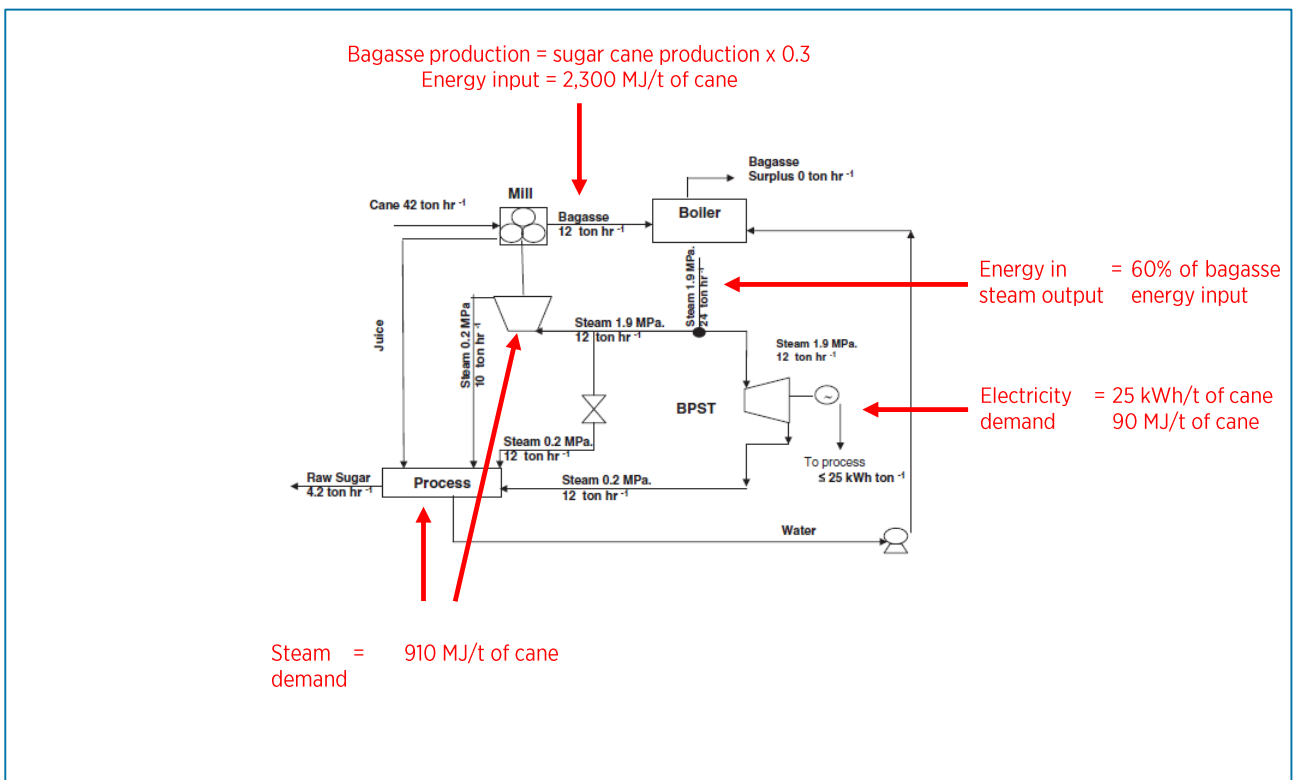 Bagasse production = sugar cane production x 0.3
Energy input = 2,300 MJ/t of cane
Bagasse
Surplus 0 ton hr -1
Mill
Cane 42 ton hr -1
Bagasse
12 ton hr -1
Boiler
Steam 1.9 MPa.
24 ton hr -1
Energy in steam output = 60% of bagasse energy input
Juice
Steam 0.2 MPa
10 ton hr -1
Steam 1.9 MPa.
12 ton hr -1
Steam 1.9 MPa.
12 ton hr -1
BPST
~
Electricity demand = 25 kWh/t of cane
90 MJ/t of cane
Steam 0.2 MPa.
12 ton hr -1
To process
≤ 25 kWh ton -1
Raw Sugar
4.2 ton hr -1
Process
Steam 0.2 MPa.
12 ton hr -1
Water
Steam demand = 910 MJ/t of cane